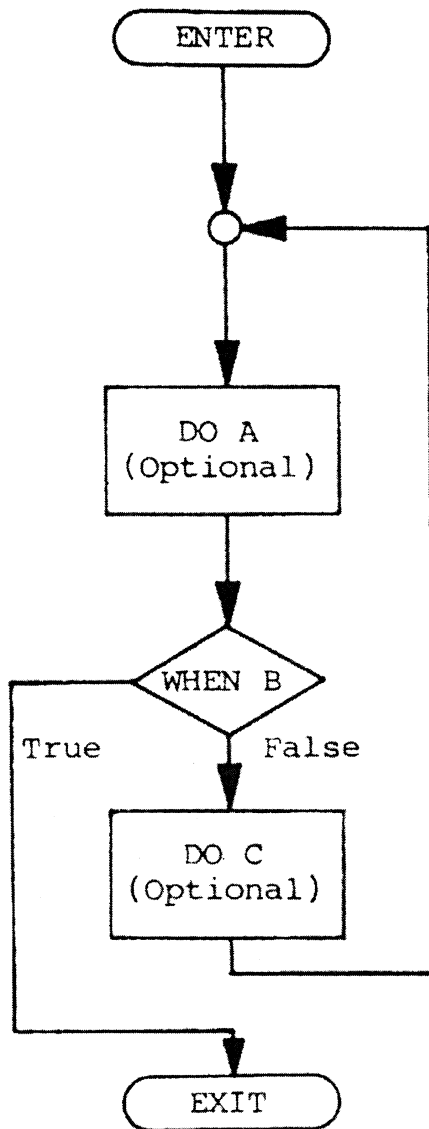 ENTER
DO A
(Optional)
WHEN B
True
False
DO C
(Optional)
EXIT